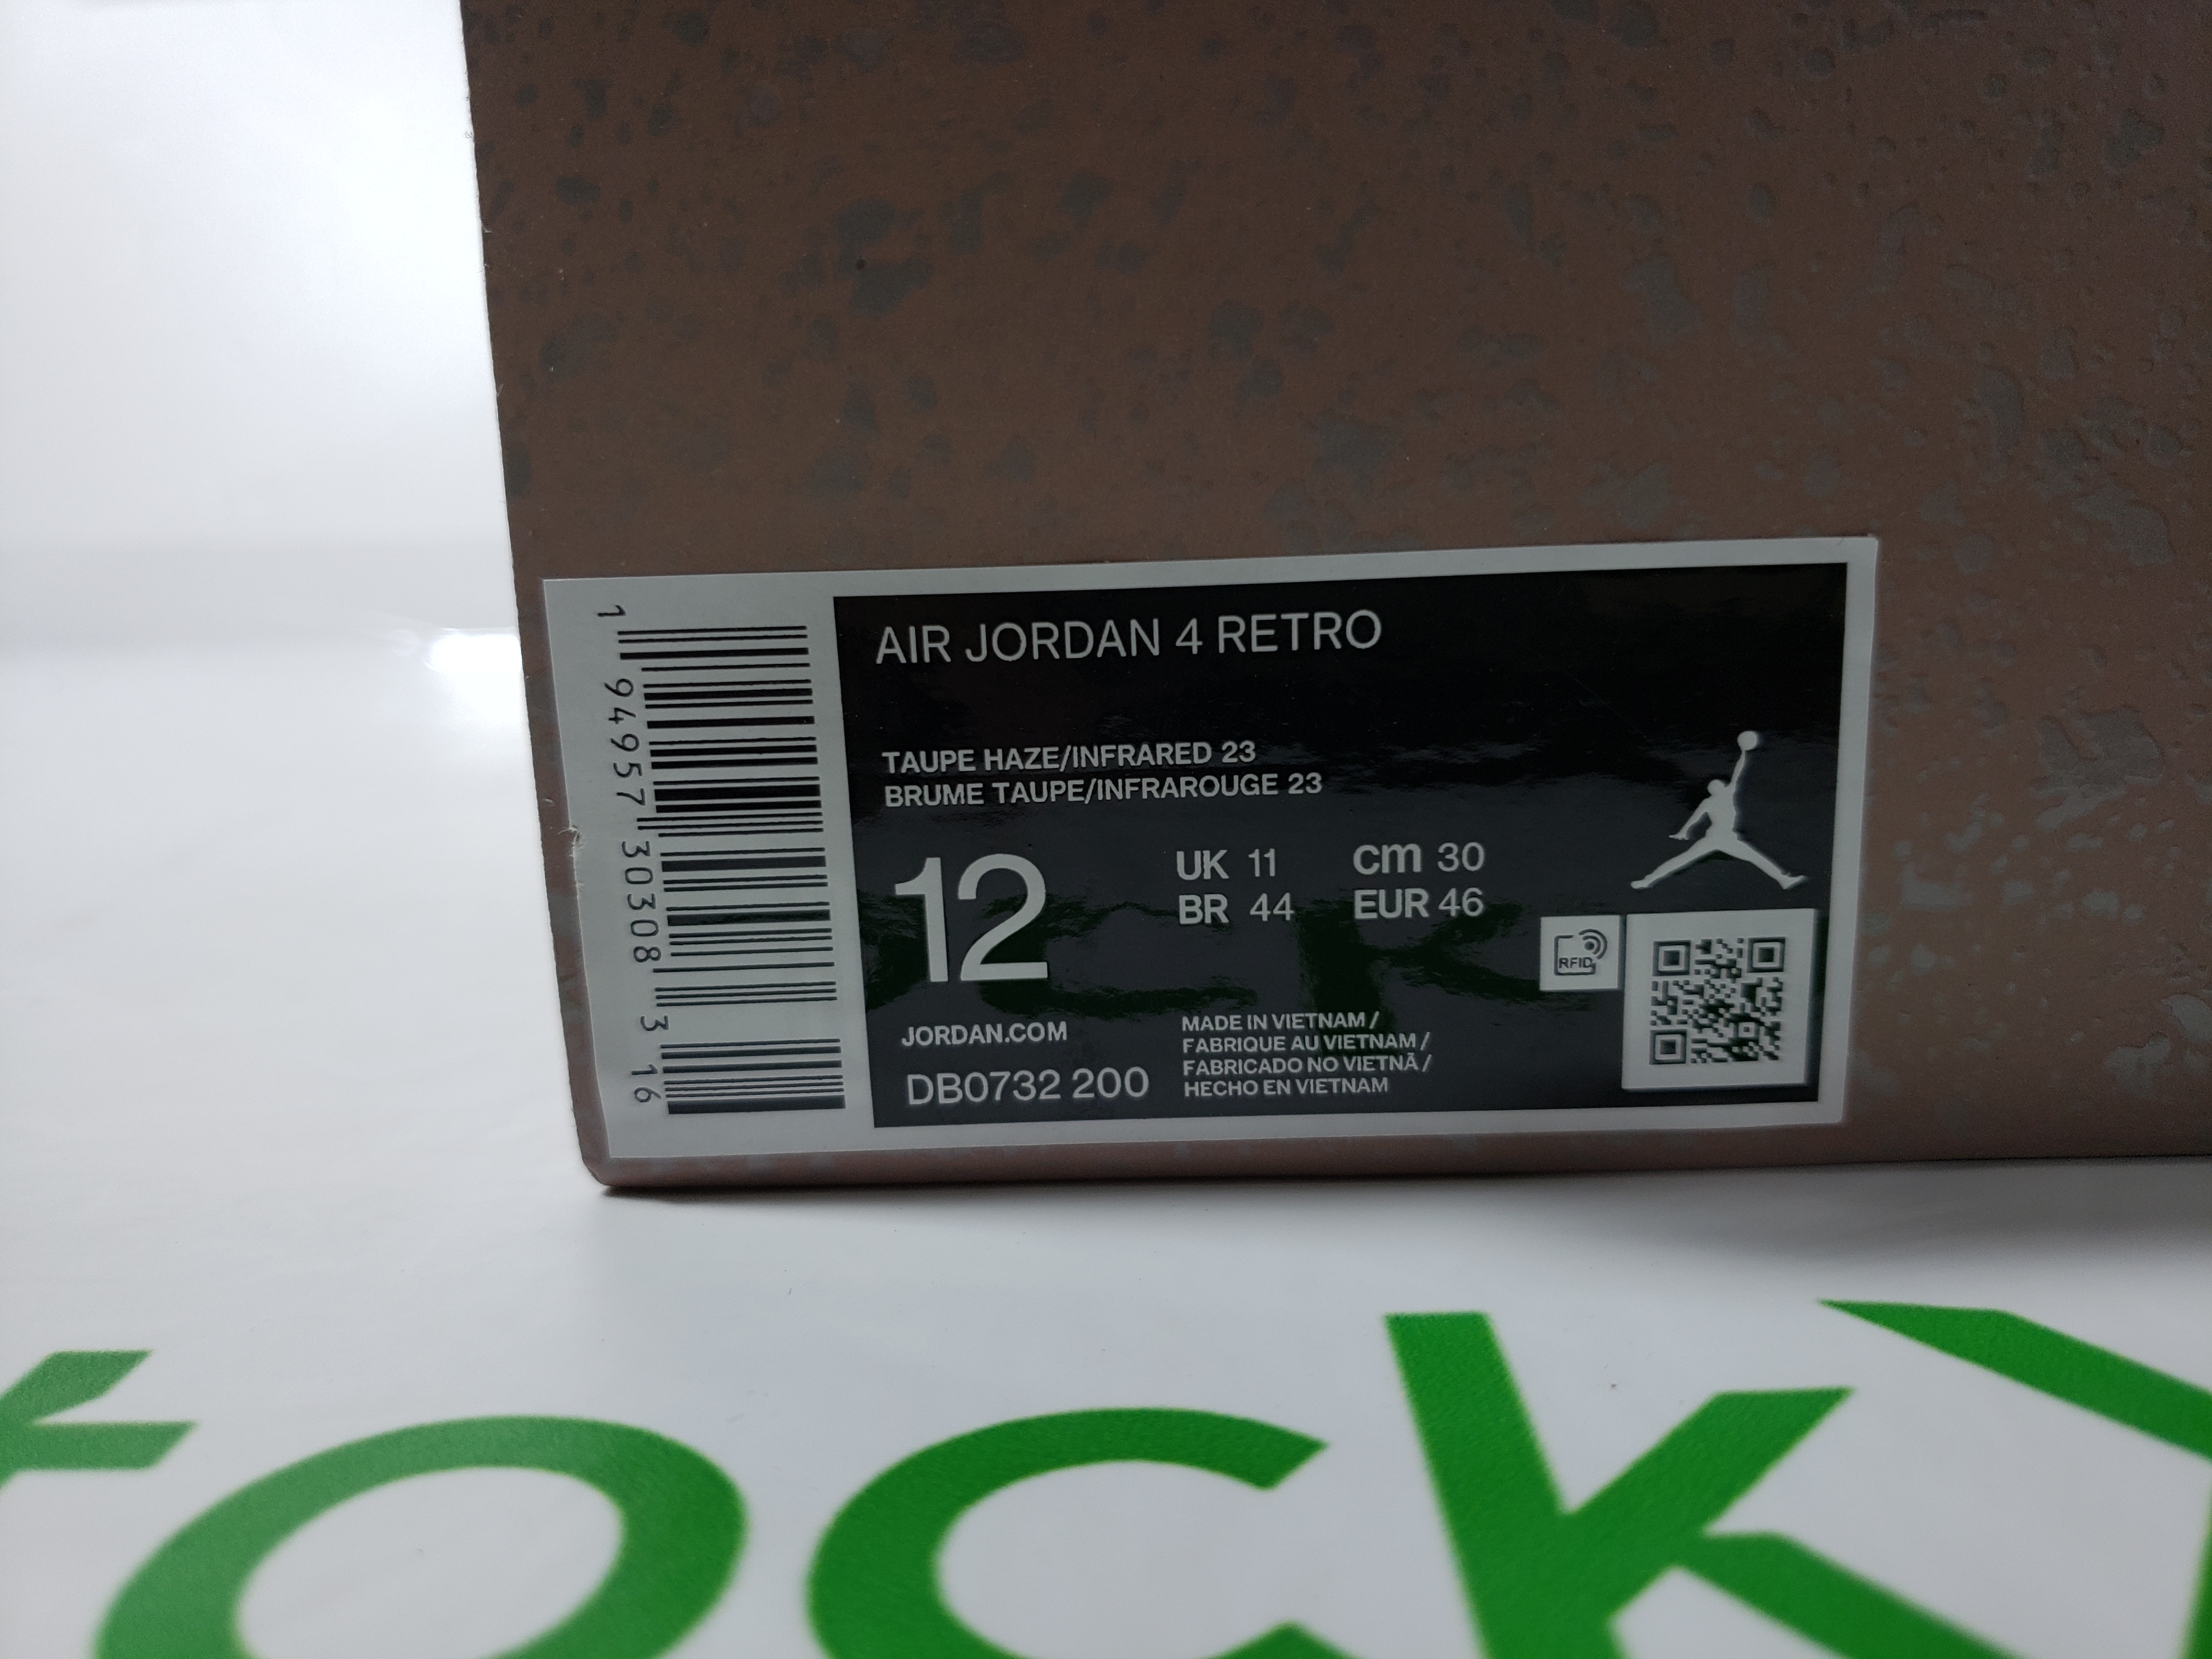 AIR JORDAN 4 RETRO
TAUPE HAZE/INFRARED 23
BRUME TAUPE/INFRAROUGE 23
12
UK 11 cm 30
BR 44 EUR 46
RFID
JORDAN.COM
DB0732 200
MADE IN VIETNAM /
FABRIQUE AU VIETNAM /
FABRICADO NO VIETNÃ /
HECHO EN VIETNAM
1 94957 30308 3 16
tockX